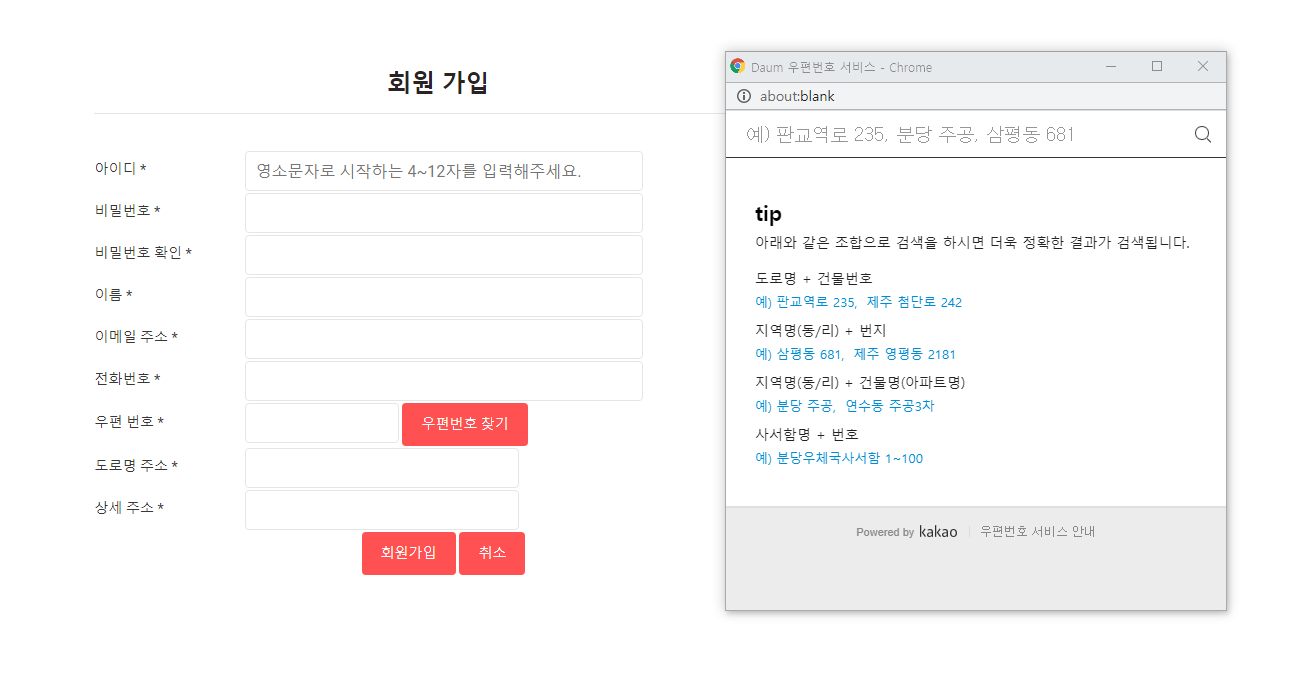 회원 가입
아이디 *
영소문자로 시작하는 4~12자를 입력해주세요.
비밀번호 *
비밀번호 확인 *
이름 *
이메일 주소 *
전화번호 *
우편 번호 *
우편번호 찾기
도로명 주소 *
상세 주소 *
회원가입
취소
Daum 우편번호 서비스 - Chrome
about:blank
예) 판교역로 235, 분당 주공, 삼평동 681
tip
아래와 같은 조합으로 검색을 하시면 더욱 정확한 결과가 검색됩니다.
도로명 + 건물번호
예) 판교역로 235, 제주 첨단로 242
지역명(동/리) + 번지
예) 삼평동 681, 제주 영평동 2181
지역명(동/리) + 건물명(아파트명)
예) 분당 주공, 연수동 주공3차
사서함명 + 번호
예) 분당우체국사서함 1~100
Powered by kakao
우편번호 서비스 안내